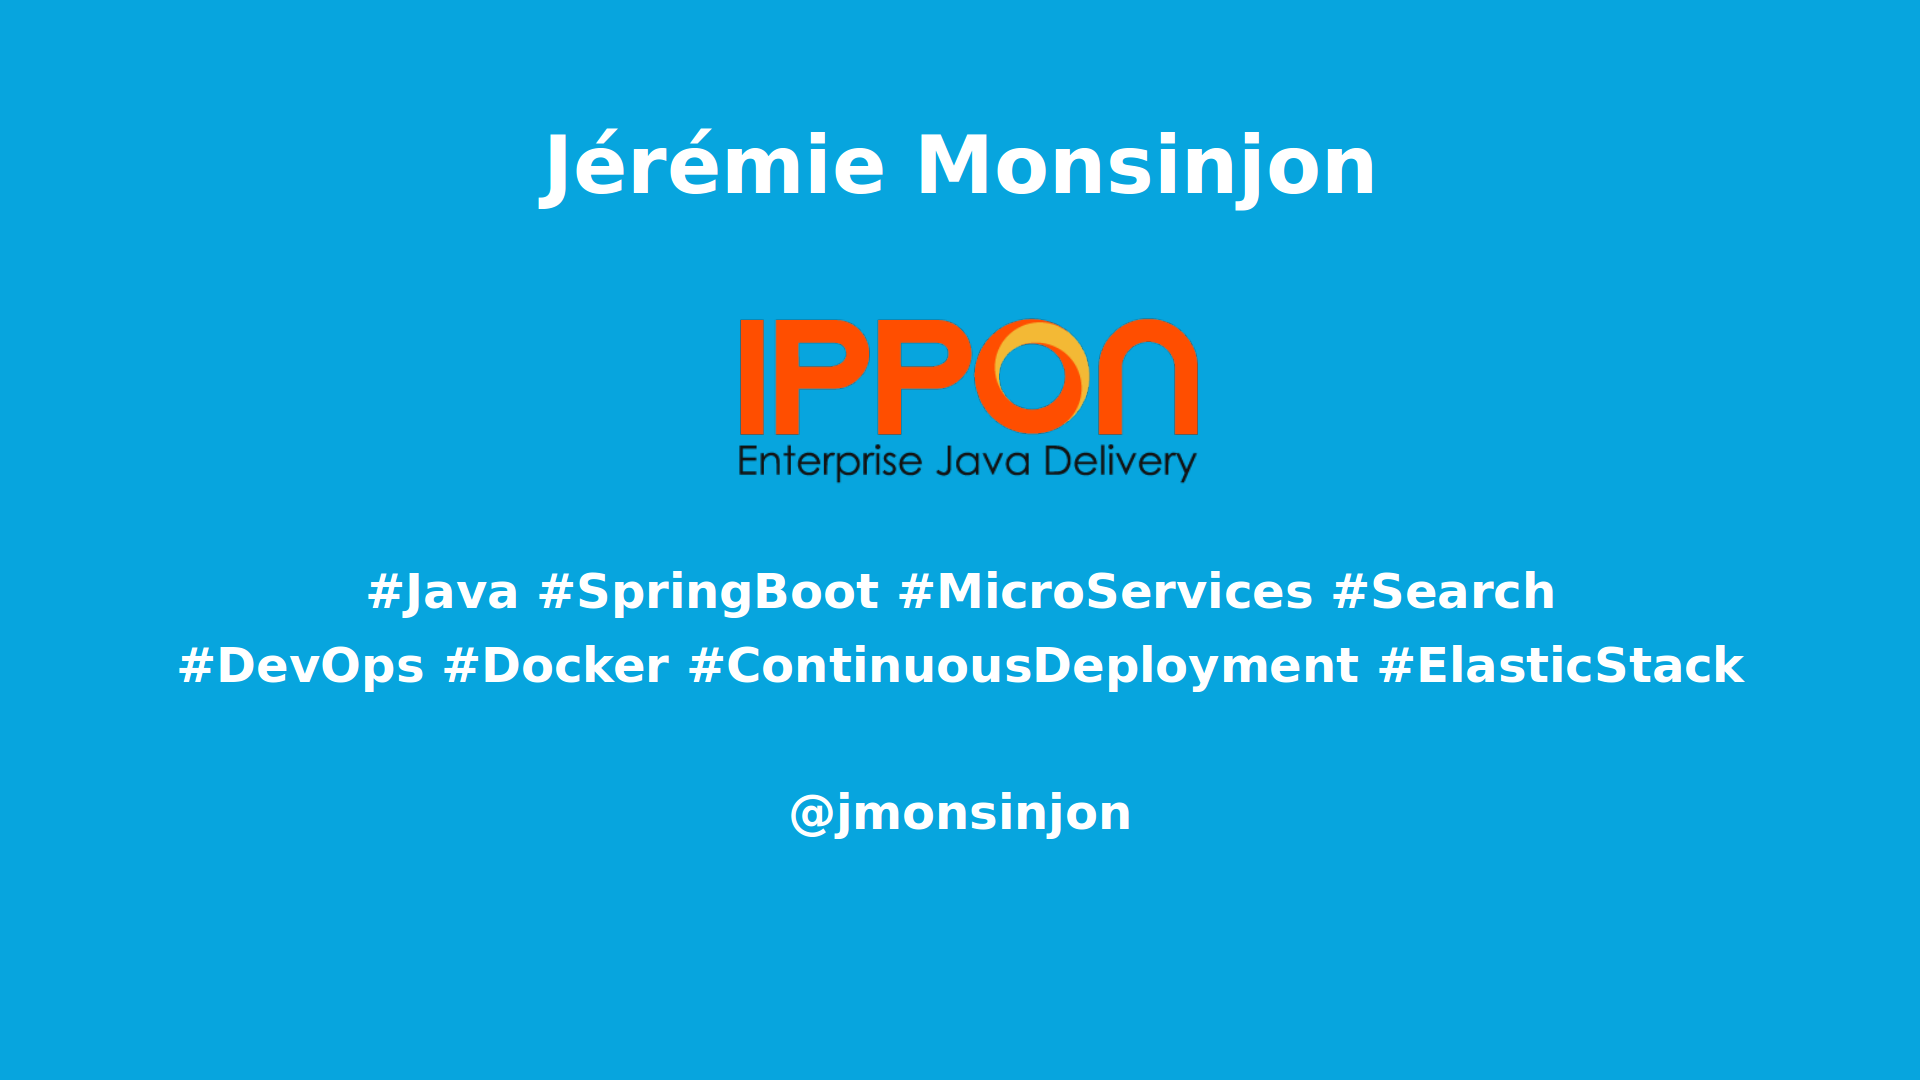 Jérémie Monsinjon
IPPON
Enterprise Java Delivery
#Java #SpringBoot #MicroServices #Search
#DevOps #Docker #ContinuousDeployment #ElasticStack
@jmonsinjon